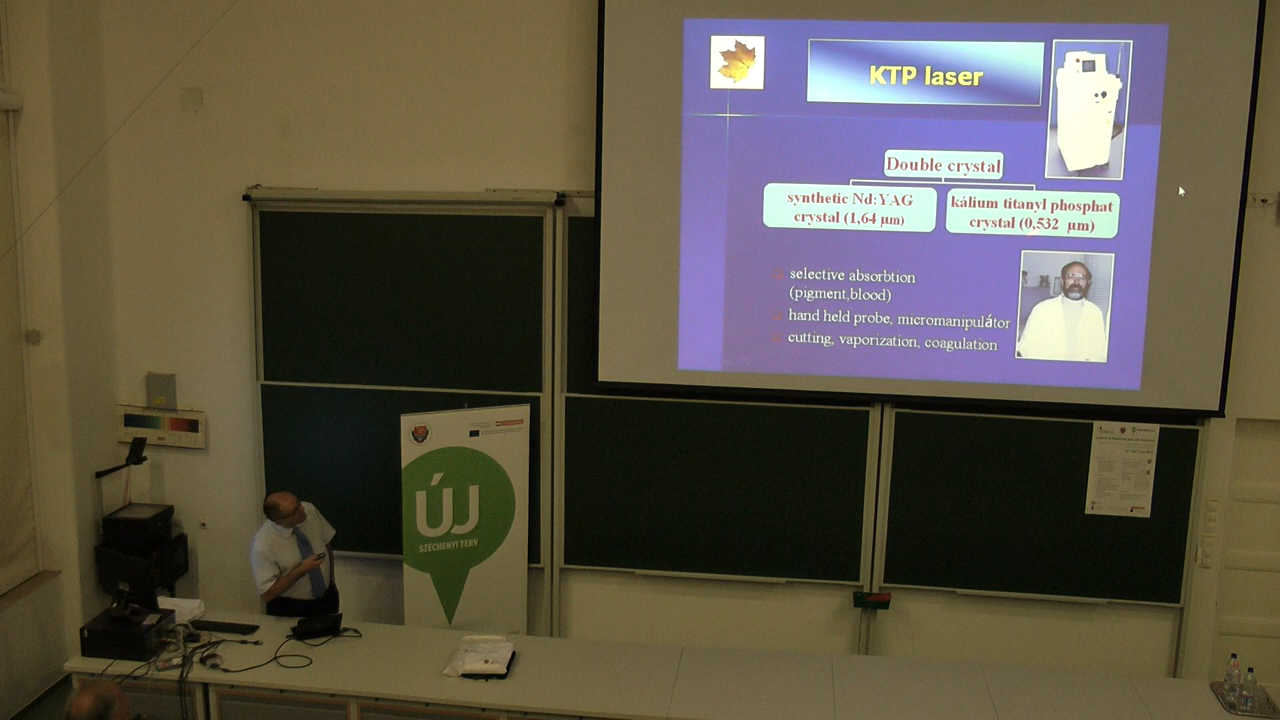 KTP laser
Double crystal
synthetic Nd:YAG
crystal (1,64 µm)
kálium titanyl phosphat
crystal (0,532 µm)
selective absorbtion
(pigment,blood)
hand held probe, micromanipulátor
cutting, vaporization, coagulation
ÚJ
SZÉCHENYI TERV